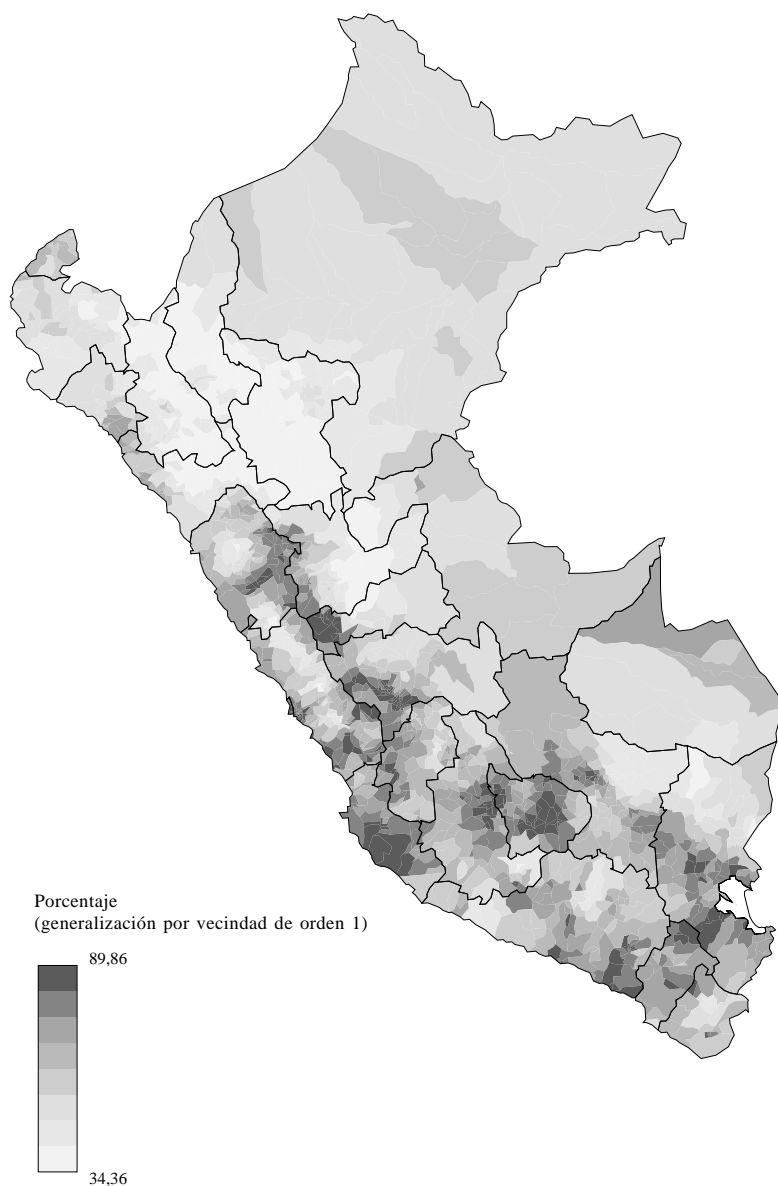 Porcentaje
(generalización por vecindad de orden 1)
89,86
34,36